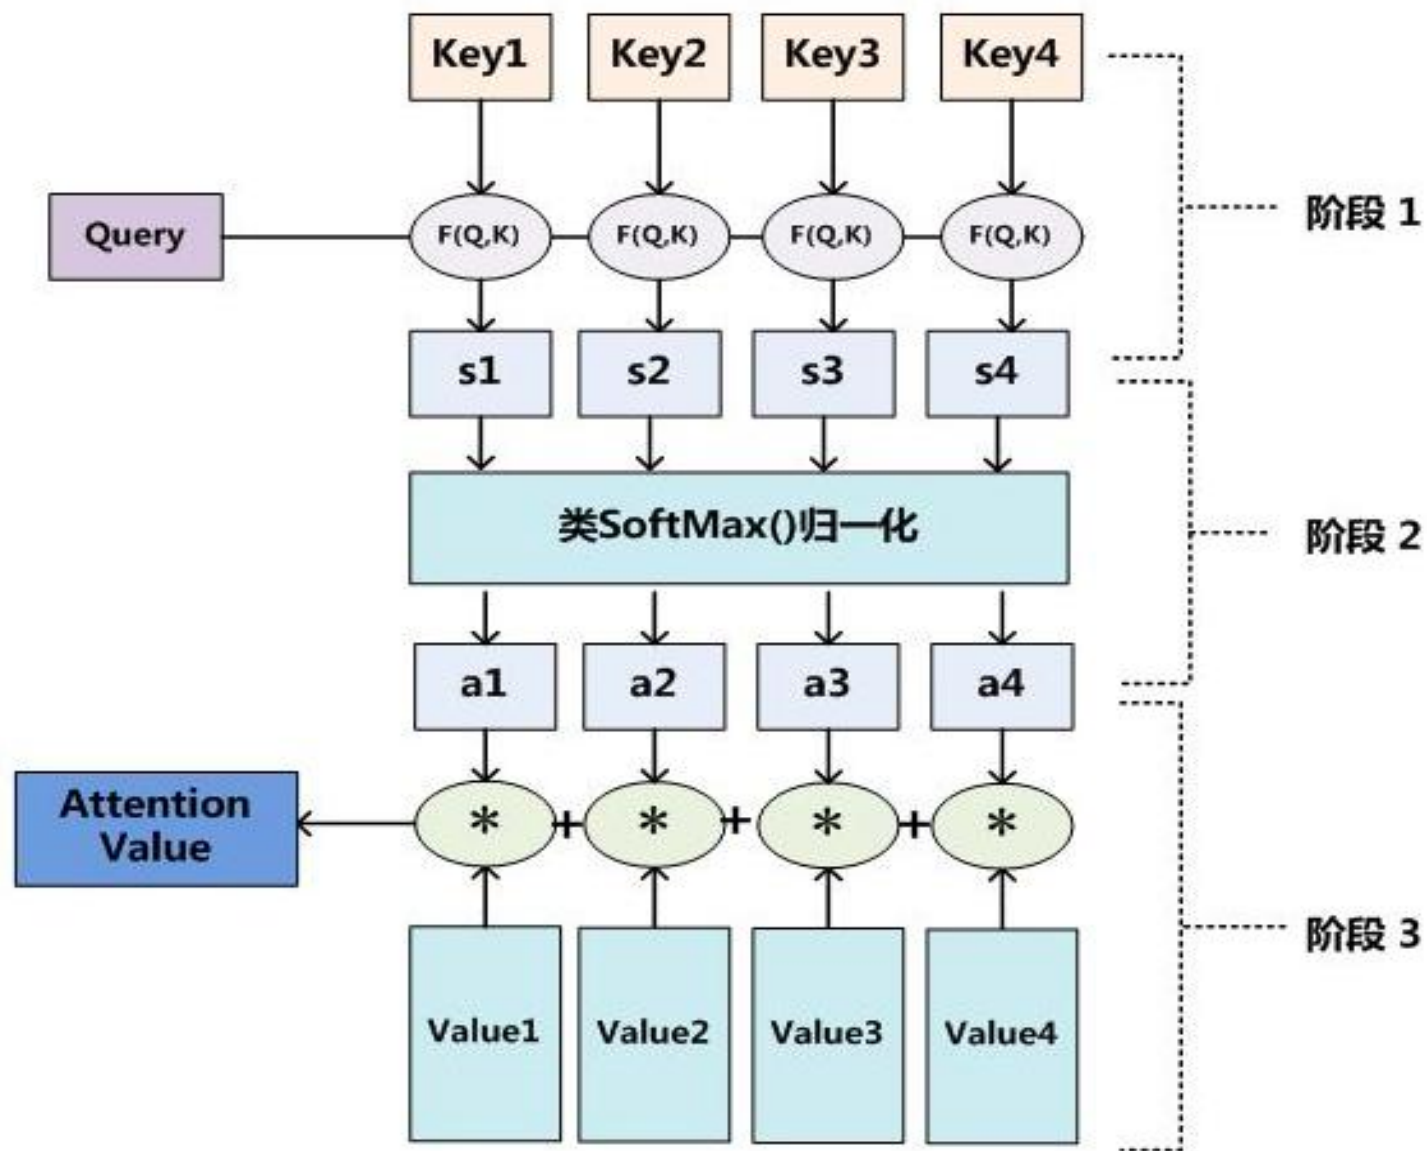 Key1 Key2 Key3 Key4
阶段 1
Query F(Q,K) F(Q,K) F(Q,K) F(Q,K)
s1 s2 s3 s4
类SoftMax()归一化
阶段 2
a1 a2 a3 a4
Attention
Value
* + * + * + *
阶段 3
Value1 Value2 Value3 Value4